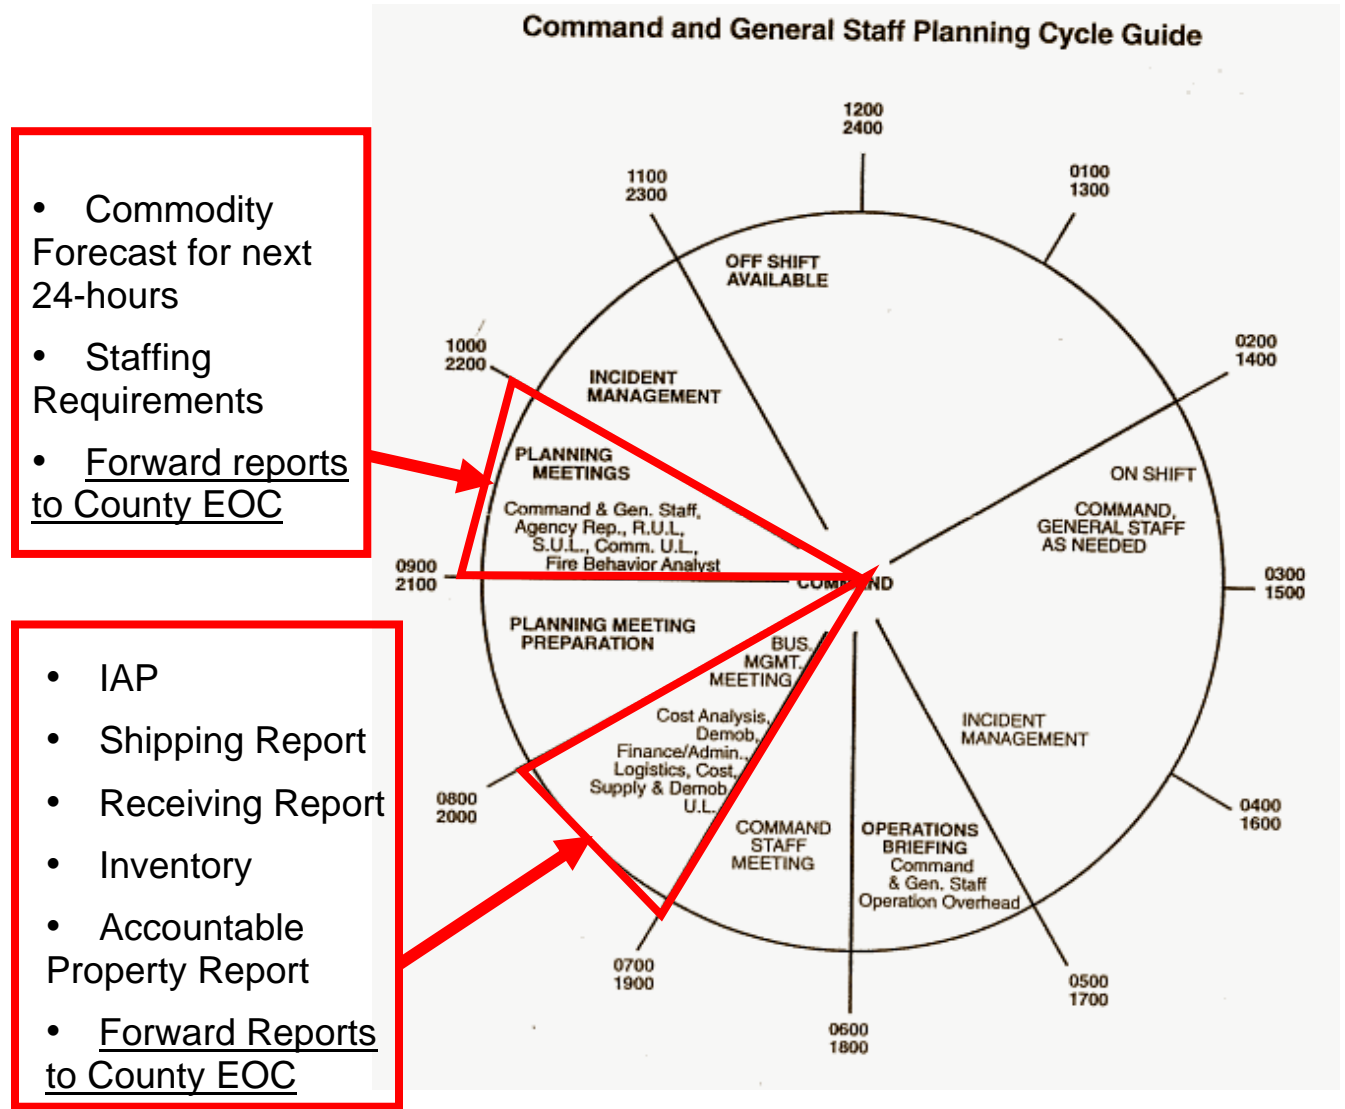 Command and General Staff Planning Cycle Guide
1200
2400
0100
1300
0200
1400
0300
1500
0400
1600
0500
1700
0600
1800
0700
1900
0800
2000
0900
2100
1000
2200
1100
2300
OFF SHIFT
AVAILABLE
ON SHIFT
COMMAND,
GENERAL STAFF
AS NEEDED
INCIDENT
MANAGEMENT
OPERATIONS
BRIEFING
Command
& Gen. Staff
Operation Overhead
COMMAND
STAFF
MEETING
BUS.
MGMT.
MEETING
Cost Analysis,
Demob,
Finance/Admin.,
Logistics, Cost,
Supply & Demob
U.L.
PLANNING MEETING
PREPARATION
PLANNING
MEETINGS
Command & Gen. Staff,
Agency Rep., R.U.L,
S.U.L., Comm. U.L.,
Fire Behavior Analyst
INCIDENT
MANAGEMENT
COMMAND
• Commodity
Forecast for next
24-hours
• Staffing
Requirements
• Forward reports
to County EOC
• IAP
• Shipping Report
• Receiving Report
• Inventory
• Accountable
Property Report
• Forward Reports
to County EOC